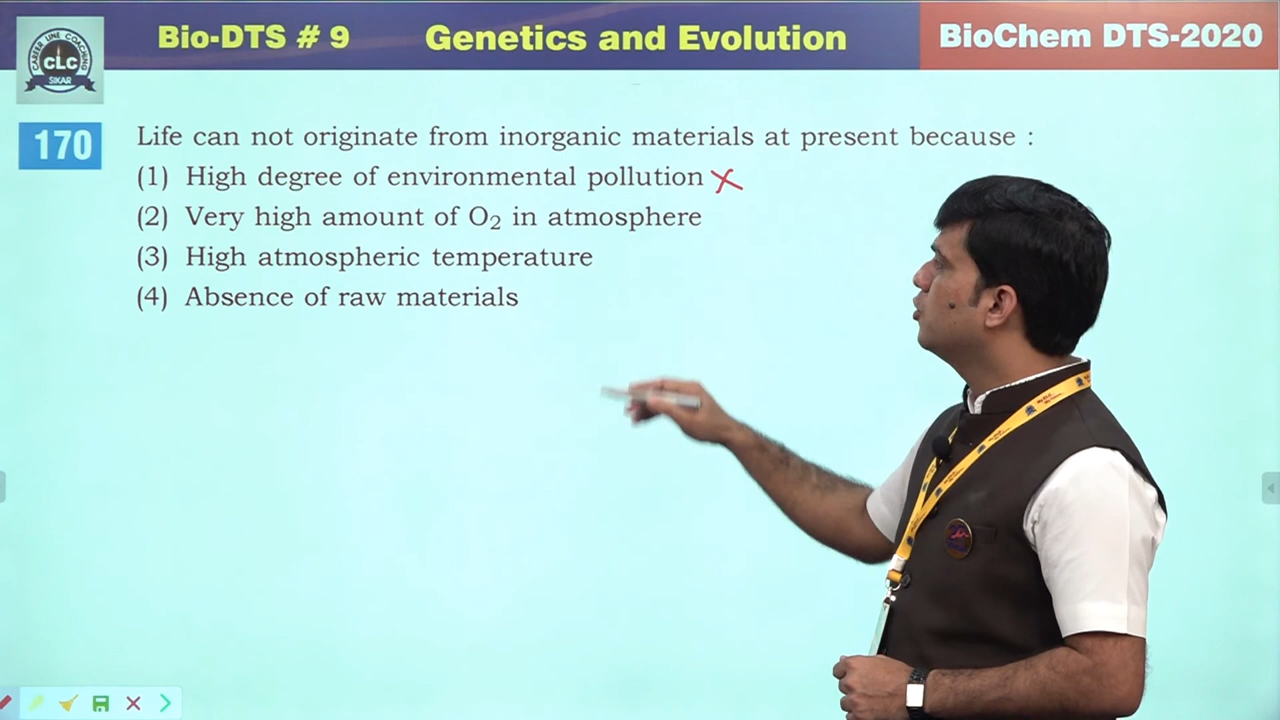 Bio-DTS # 9
Genetics and Evolution
BioChem DTS-2020
CAREER LINE COACHING
CLC
SIKAR
170
Life can not originate from inorganic materials at present because :
(1) High degree of environmental pollution
(2) Very high amount of O₂ in atmosphere
(3) High atmospheric temperature
(4) Absence of raw materials